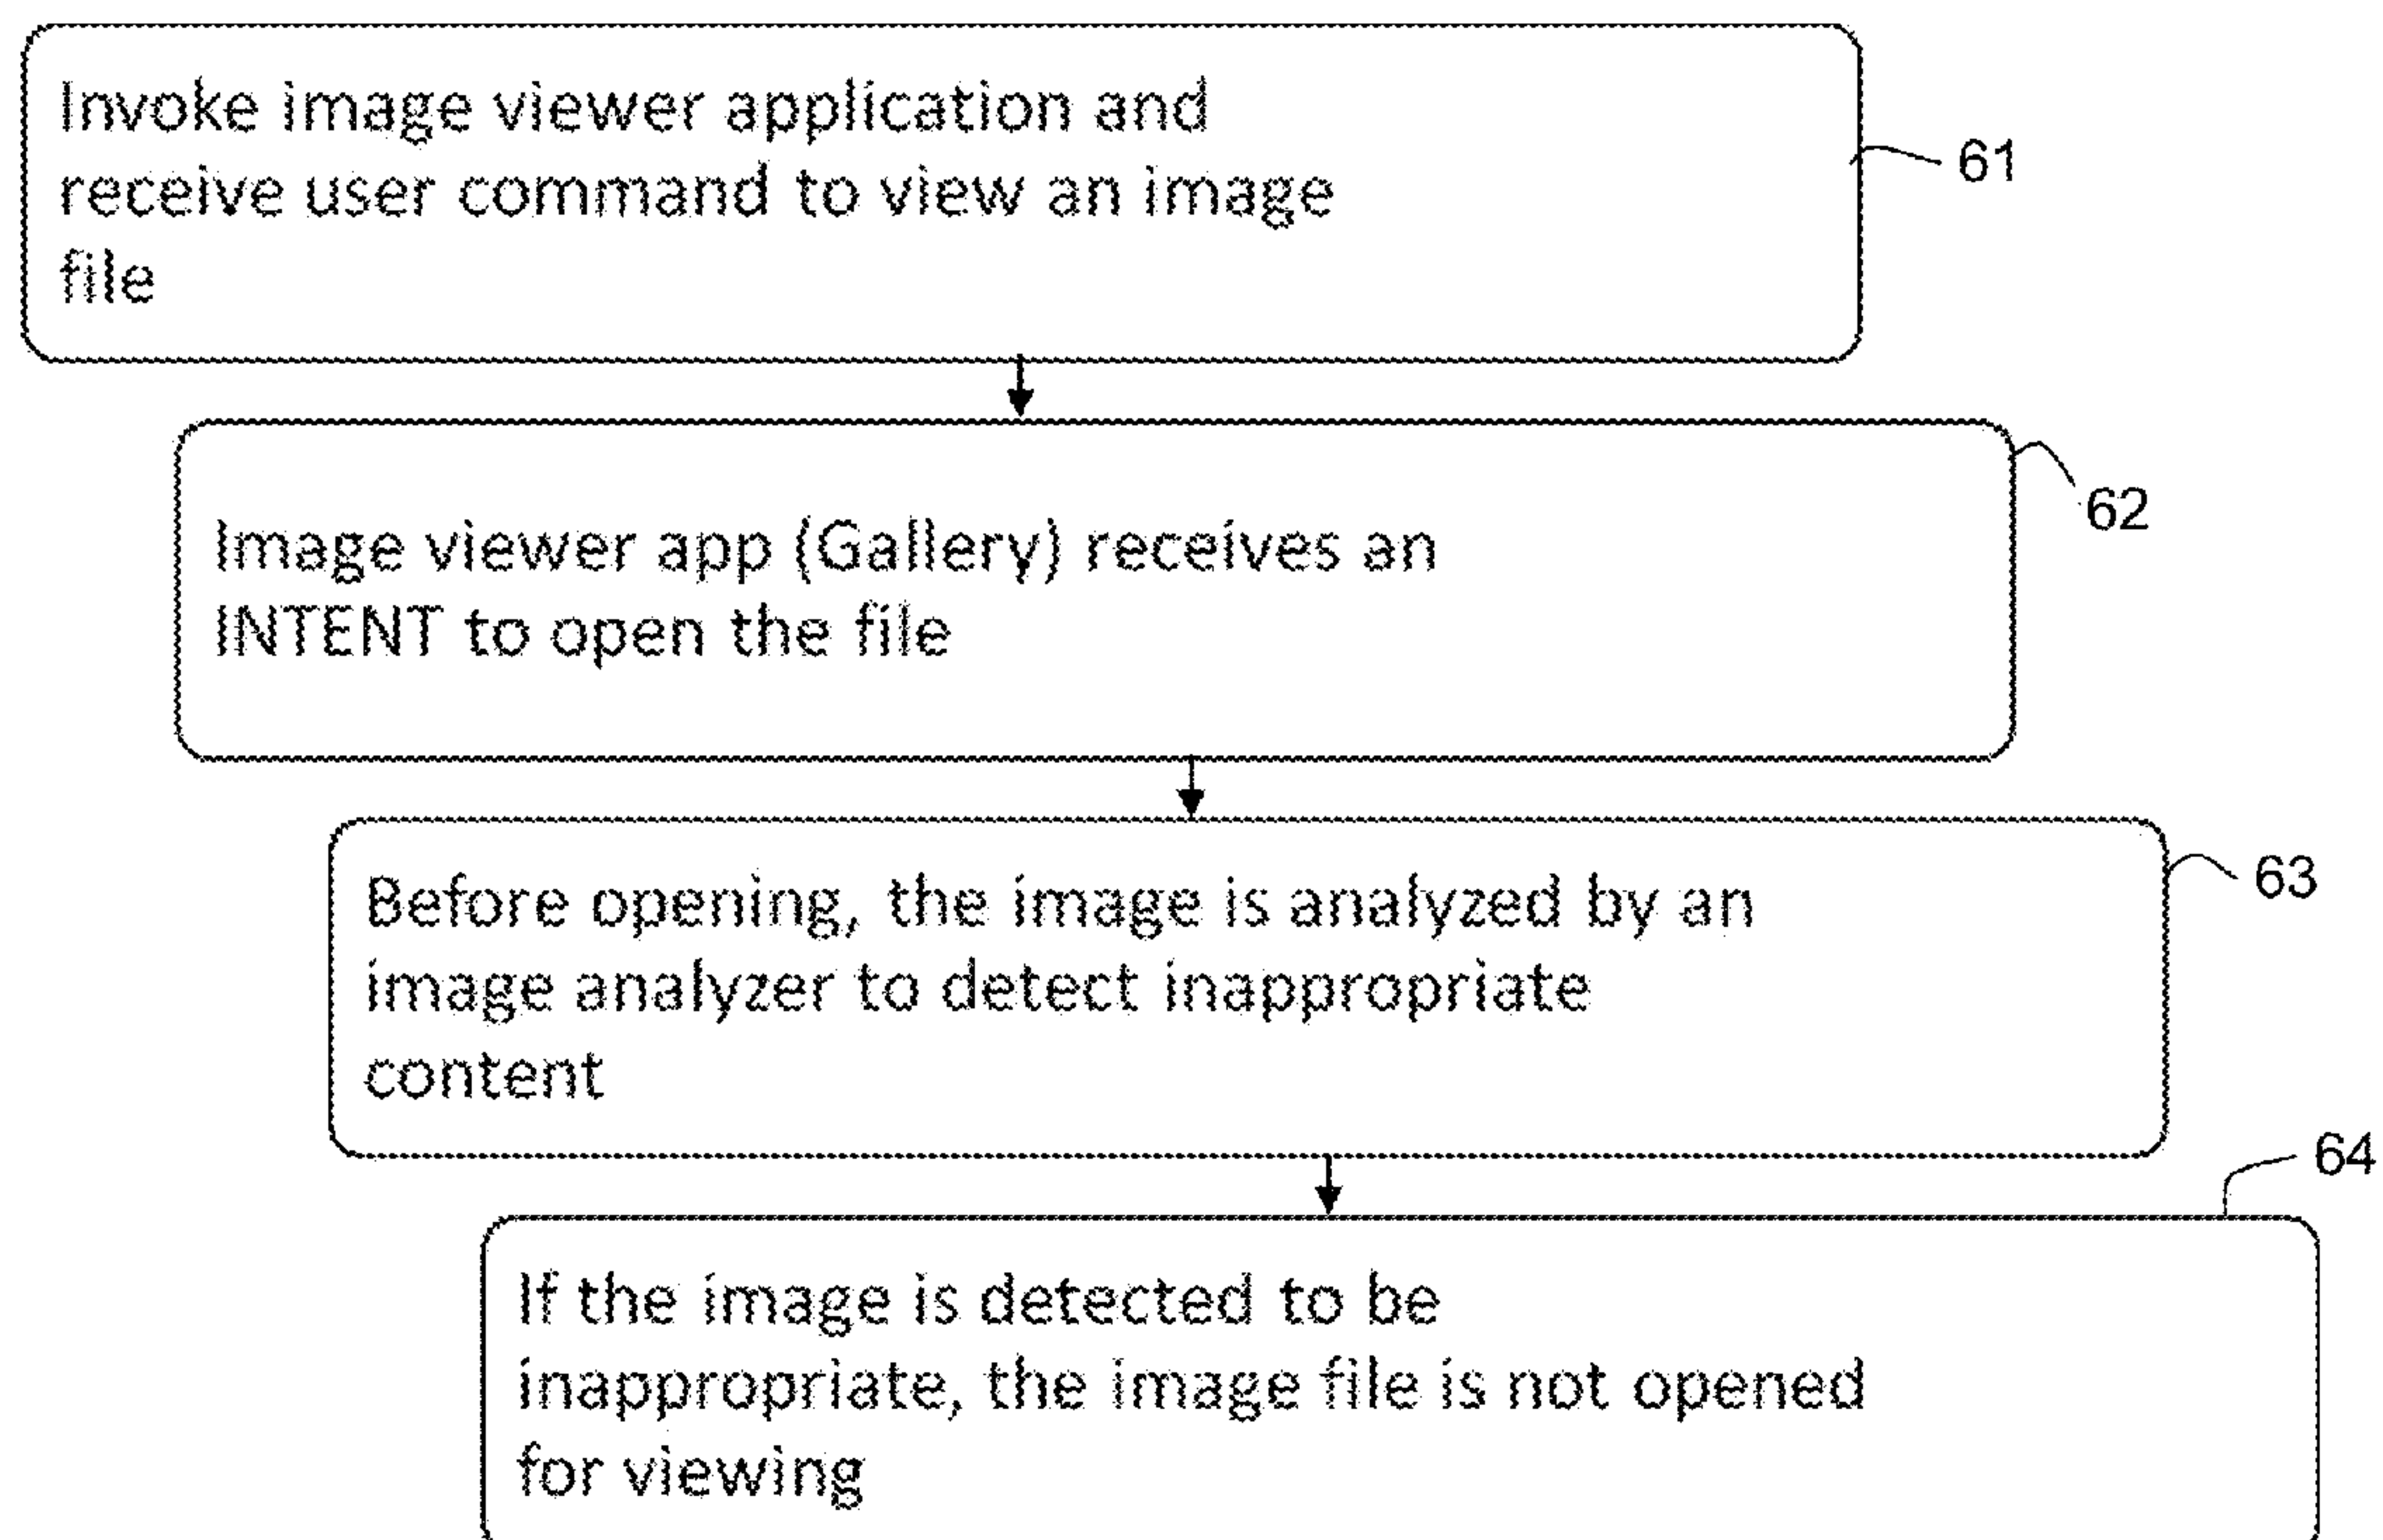 Invoke image viewer application and
receive user command to view an image
file
61
Image viewer app (Gallery) receives an
INTENT to open the file
62
Before opening, the image is analyzed by an
image analyzer to detect inappropriate
content
63
If the image is detected to be
inappropriate, the image file is not opened
for viewing
64